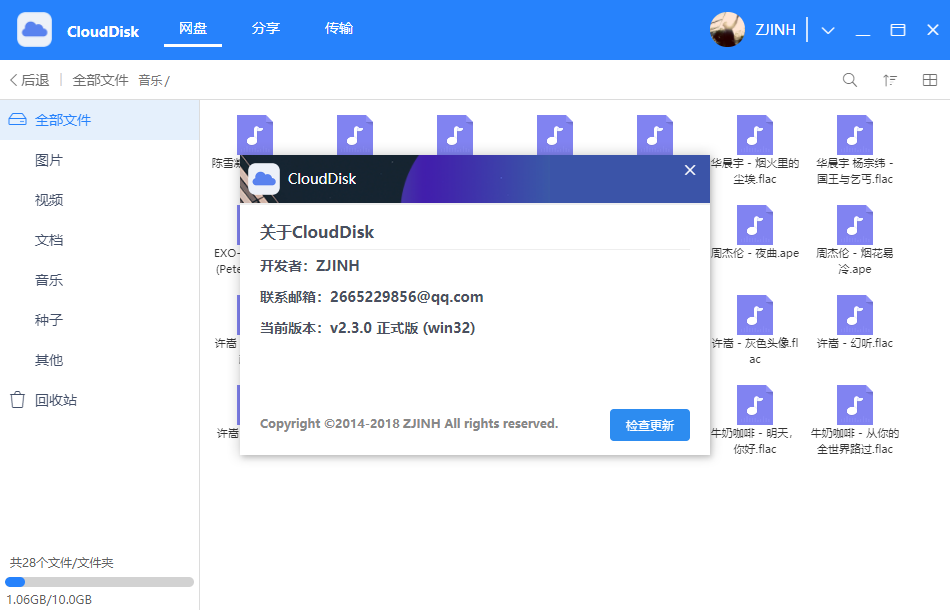 CloudDisk
网盘
分享
传输
ZJINH
后退
全部文件
音乐/
全部文件
图片
视频
文档
音乐
种子
其他
回收站
共28个文件/文件夹
1.06GB/10.0GB
华晨宇 - 烟火里的
尘埃.flac
华晨宇 杨宗纬 -
国王与乞丐.flac
EXO-
(Pete
周杰伦 - 夜曲.ape
周杰伦 - 烟花易
冷.ape
许嵩
许嵩 - 灰色头像.fl
ac
许嵩 - 幻听.flac
许嵩
牛奶咖啡 - 明天，
你好.flac
牛奶咖啡 - 从你的
全世界路过.flac
CloudDisk
关于CloudDisk
开发者：ZJINH
联系邮箱：2665229856@qq.com
当前版本：v2.3.0 正式版 (win32)
Copyright ©2014-2018 ZJINH All rights reserved.
检查更新